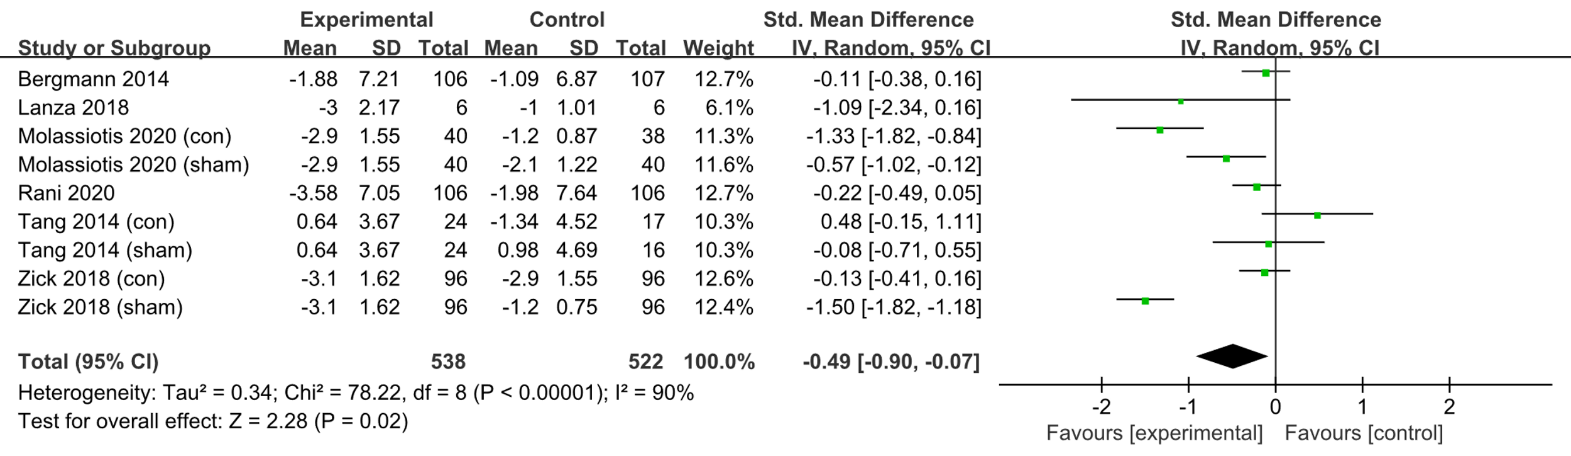 Experimental Control Std. Mean Difference Std. Mean Difference
Study or Subgroup Mean SD Total Mean SD Total Weight IV, Random, 95% CI IV, Random, 95% CI
Bergmann 2014 -1.88 7.21 106 -1.09 6.87 107 12.7% -0.11 [-0.38, 0.16]
Lanza 2018 -3 2.17 6 -1 1.01 6 6.1% -1.09 [-2.34, 0.16]
Molassiotis 2020 (con) -2.9 1.55 40 -1.2 0.87 38 11.3% -1.33 [-1.82, -0.84]
Molassiotis 2020 (sham) -2.9 1.55 40 -2.1 1.22 40 11.6% -0.57 [-1.02, -0.12]
Rani 2020 -3.58 7.05 106 -1.98 7.64 106 12.7% -0.22 [-0.49, 0.05]
Tang 2014 (con) 0.64 3.67 24 -1.34 4.52 17 10.3% 0.48 [-0.15, 1.11]
Tang 2014 (sham) 0.64 3.67 24 0.98 4.69 16 10.3% -0.08 [-0.71, 0.55]
Zick 2018 (con) -3.1 1.62 96 -2.9 1.55 96 12.6% -0.13 [-0.41, 0.16]
Zick 2018 (sham) -3.1 1.62 96 -1.2 0.75 96 12.4% -1.50 [-1.82, -1.18]
Total (95% CI) 538 522 100.0% -0.49 [-0.90, -0.07]
Heterogeneity: Tau² = 0.34; Chi² = 78.22, df = 8 (P < 0.00001); I² = 90%
Test for overall effect: Z = 2.28 (P = 0.02)
-2 -1 0 1 2
Favours [experimental] Favours [control]